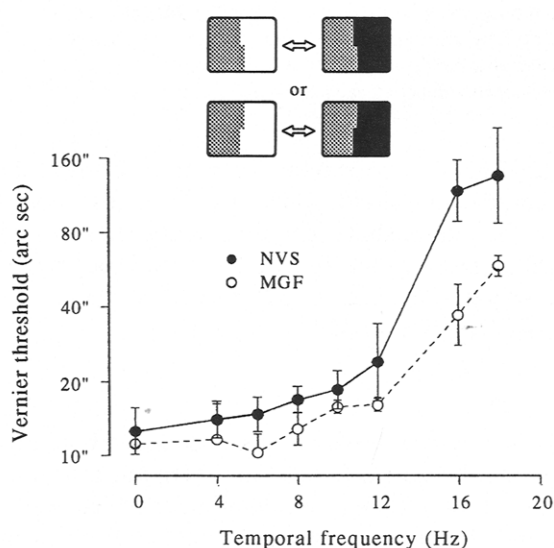 or
160"
80"
40"
20"
10"
Vernier threshold (arc sec)
NVS
MGF
0 4 8 12 16 20
Temporal frequency (Hz)